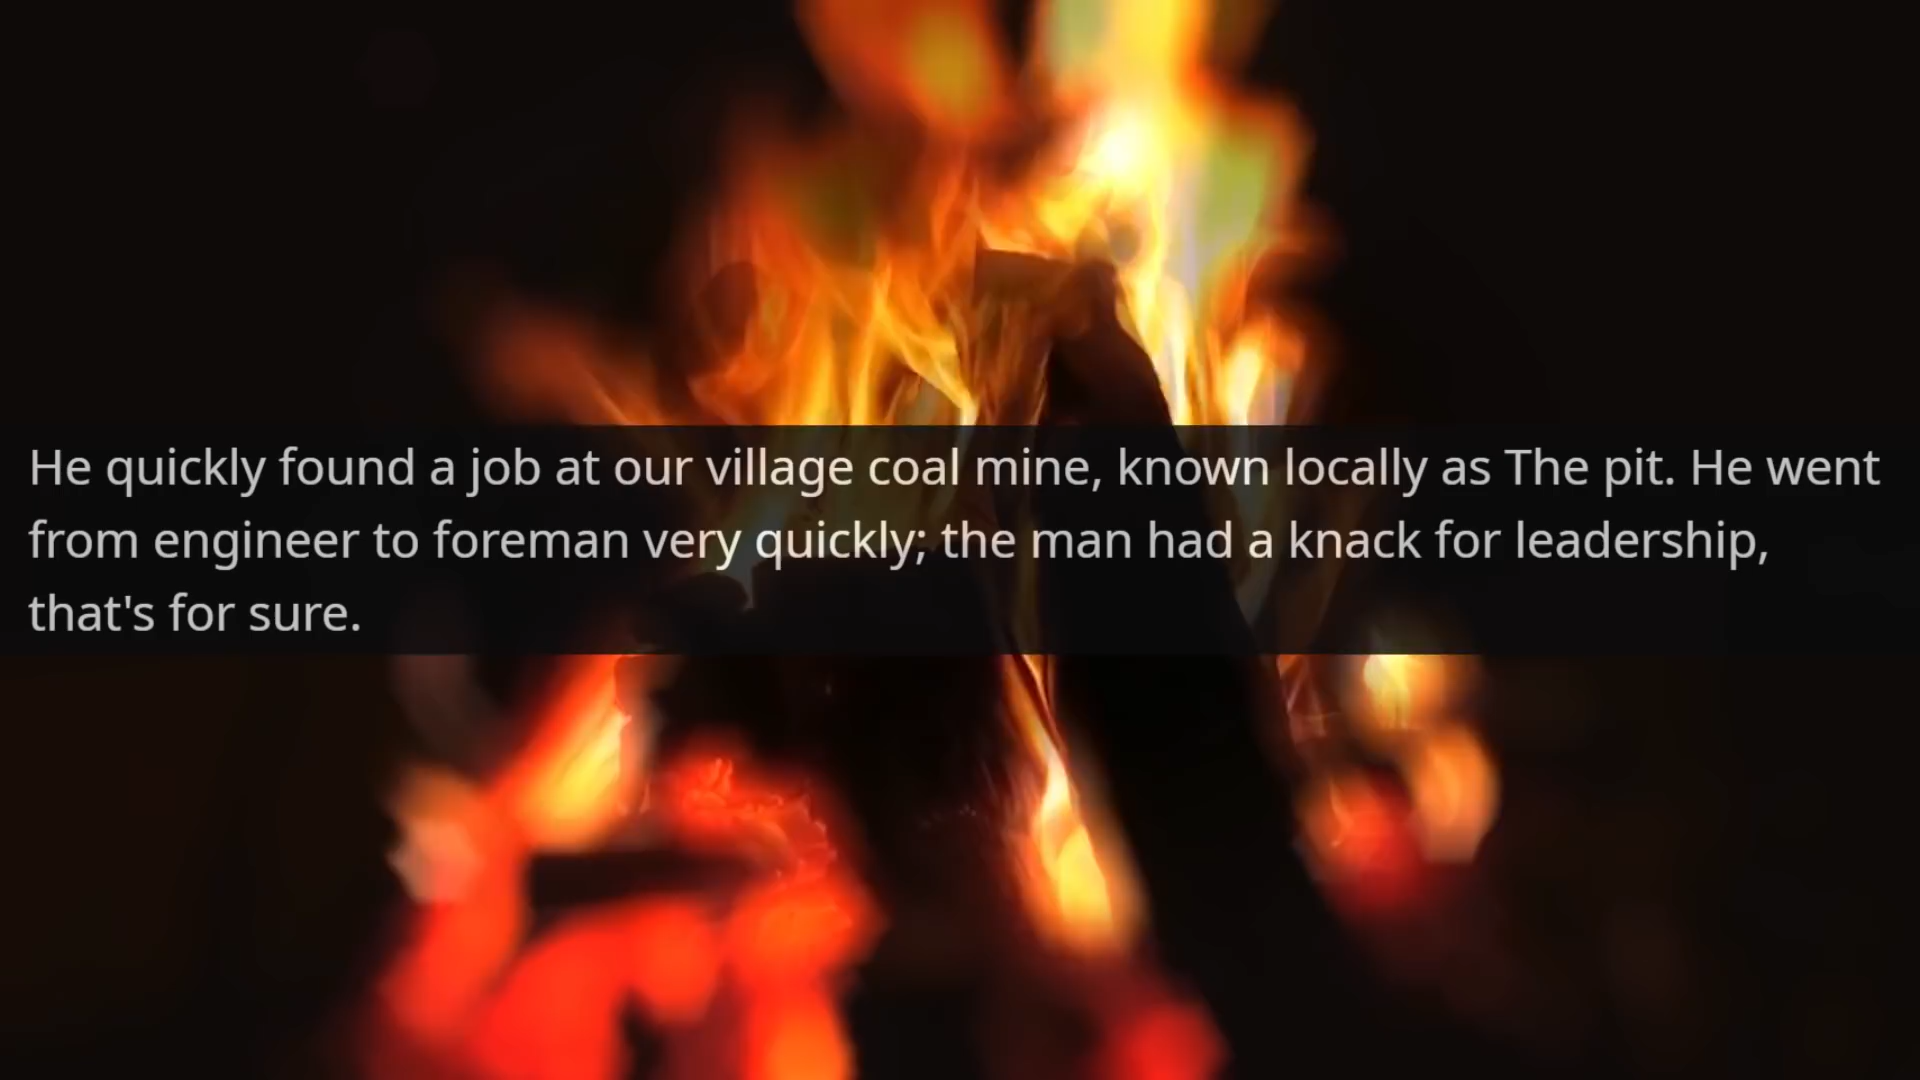 He quickly found a job at our village coal mine, known locally as The pit. He went
from engineer to foreman very quickly; the man had a knack for leadership,
that's for sure.